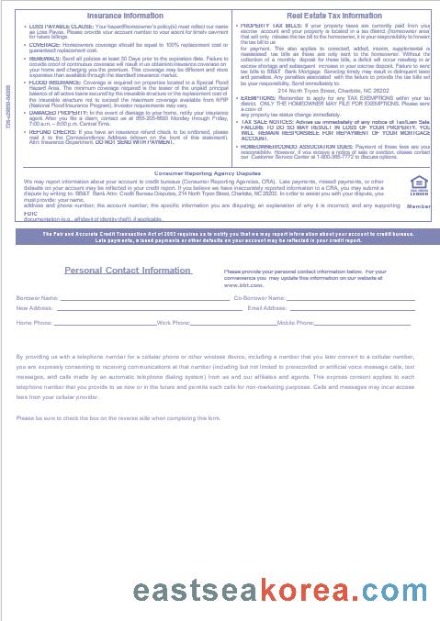 Insurance Information
LOSS PAYABLE CLAUSE: Your hazard/homeowner's policy(s) must reflect our name
as Loss Payee. Please provide your account number to your agent for timely payment
for future billings.
COVERAGE: Homeowners coverage should be equal to 100% replacement cost or
guaranteed replacement cost.
RENEWALS: Send all policies at least 30 Days prior to the expiration date. Failure to
provide proof of continuous coverage will result in us obtaining insurance coverage on
your home and charging you the premium. This coverage may be different and more
expensive than available through the standard insurance market.
FLOOD INSURANCE: Coverage is required on properties located in a Special Flood
Hazard Area. The minimum coverage required is the lesser of the unpaid principal
balance of all active loans secured by the insurable structure or the replacement cost of
the insurable structure not to exceed the maximum coverage available from NFIP
(National Flood Insurance Program). Investor requirements may vary.
DAMAGED PROPERTY: In the event of damage to your home, notify your insurance
agent. After you file a claim, contact us at Monday through Friday,
7:00 a.m. – 8:00 p.m. Central Time.
REFUND CHECKS: If you have an insurance refund check to be endorsed, please
mail it to the Correspondence Address (shown on the front of this statement),
Attn: Insurance Department. DO NOT SEND WITH PAYMENT.
Real Estate Tax Information
PROPERTY TAX BILLS: If your property taxes are currently paid from your
escrow account and your property is located in a tax district (homeowner area)
that will only release the tax bill to the homeowner, it is your responsibility to forward
the tax bill to us
for payment. This also applies to corrected, added, interim, supplemental or
reassessed tax bills as these are only sent to the homeowner. Without the
collection of a monthly deposit for these bills, a deficit will occur resulting in an
escrow shortage and subsequent increase in your escrow deposit. Failure to send
tax bills to BB&T Bank Mortgage Servicing timely may result in delinquent taxes
and penalties. Any penalties associated with the failure to provide the tax bills will
be your responsibility. Send immediately to:
214 North Tryon Street, Charlotte, NC 28202
EXEMPTIONS: Remember to apply for any TAX EXEMPTIONS within your tax
district. ONLY THE HOMEOWNER MAY FILE FOR EXEMPTIONS. Please send
a copy of
any property tax status change immediately.
TAX SALE NOTICES: Advise us immediately of any notice of Tax/Lien Sale
FAILURE TO DO SO MAY RESULT IN LOSS OF YOUR PROPERTY. YOU
WILL REMAIN RESPONSIBLE FOR REPAYMENT OF YOUR MORTGAGE
ACCOUNT.
HOMEOWNERS/CONDO ASSOCIATION DUES: Payment of these fees are your
responsibility. However, if you receive a notice of sale or eviction, please contact
our Customer Service Center at 1-800-365-7772 to discuss options.
Consumer Reporting Agency Disputes
We may report information about your account to credit bureaus (Consumer Reporting Agencies, CRA). Late payments, missed payments, or other
defaults on your account may be reflected in your credit report. If you believe we have inaccurately reported information to a CRA, you may submit a
dispute by writing to BB&T Bank Attn: Credit Bureau Disputes, 214 North Tryon Street, Charlotte, NC 28202. In order to assist you with your dispute, you
must provide: your name,
address and phone number; the account number; the specific information you are disputing; an explanation of why it is incorrect; and any supporting
Member
FDIC
documentation (e.g., affidavit of identity theft), if applicable.
The Fair and Accurate Credit Transaction Act of 2003 requires us to notify you that we may report information about your account to credit bureaus.
Late payments, missed payments or other defaults on your account may be reflected in your credit report.
Personal Contact Information
Please provide your personal contact information below. For your
convenience you may update this information on our website at
www.bbt.com.
Borrower Name:
Co-Borrower Name:
New Address:
Email Address:
Home Phone:
Work Phone:
Mobile Phone:
By providing us with a telephone number for a cellular phone or other wireless device, including a number that you later convert to a cellular number,
you are expressly consenting to receiving communications at that number (including but not limited to prerecorded or artificial voice message calls, text
messages, and calls made by an automatic telephone dialing system) from us and our affiliates and agents. This express consent applies to each
telephone number that you provide to us now or in the future and permits such calls for non-marketing purposes. Calls and messages may incur access
fees from your cellular provider.
Please be sure to check the box on the reverse side when completing this form.
eastseakorea.com